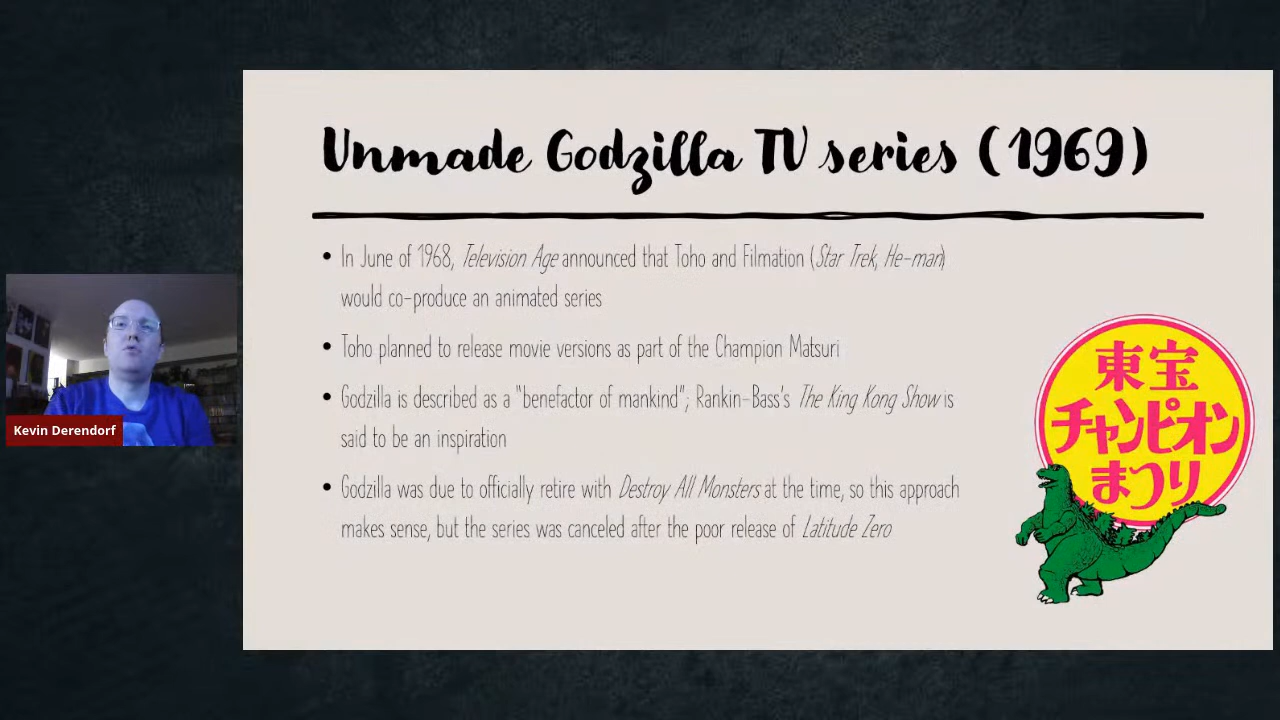 Unmade Godzilla TV series (1969)
• In June of 1968, Television Age announced that Toho and Filmation (Star Trek, He-man)
would co-produce an animated series
• Toho planned to release movie versions as part of the Champion Matsuri
• Godzilla is described as a "benefactor of mankind"; Rankin-Bass's The King Kong Show is
said to be an inspiration
• Godzilla was due to officially retire with Destroy All Monsters at the time, so this approach
makes sense, but the series was canceled after the poor release of Latitude Zero
東宝
チャンピオン
まつり
Kevin Derendorf